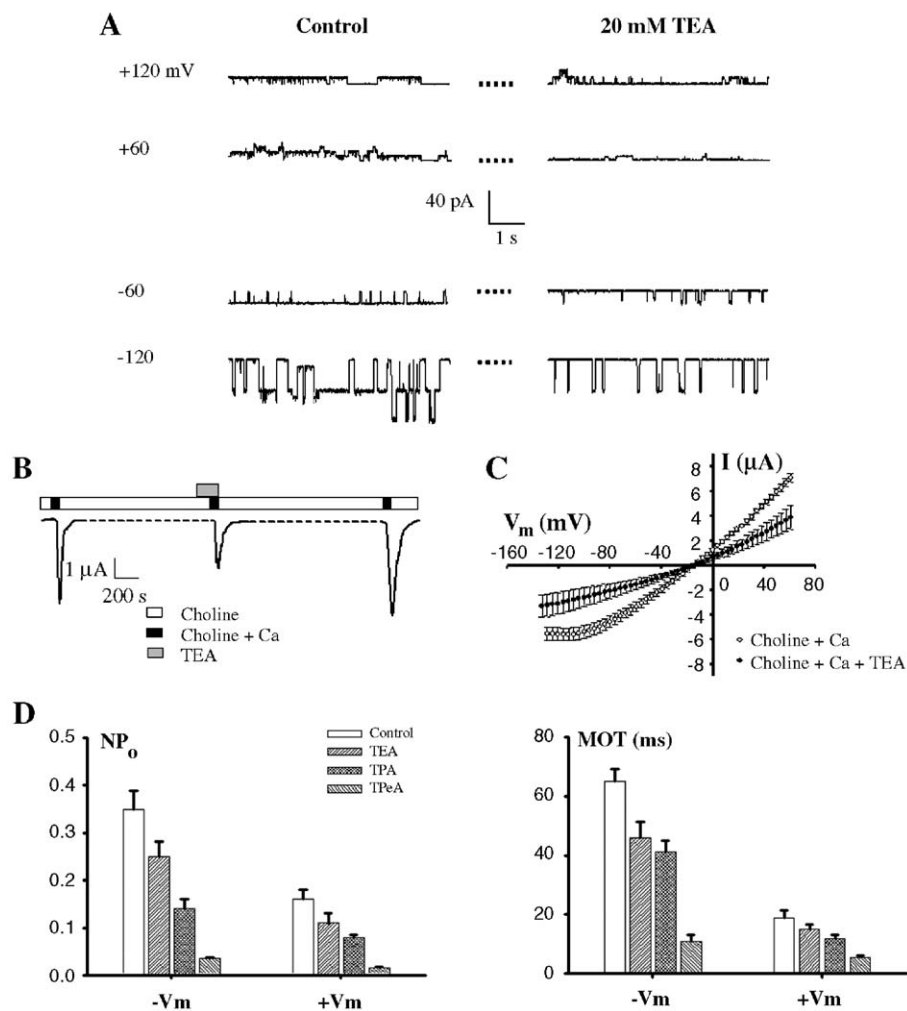 A
Control
20 mM TEA
+120 mV
+60
40 pA
1 s
-60
-120
B
1 μA
200 s
Choline
Choline + Ca
TEA
C
I (μA)
Vm (mV)
-160
-120
-80
-40
0
40
80
8
6
4
2
-2
-4
-6
-8
Choline + Ca
Choline + Ca + TEA
D
NPo
0.5
0.4
0.3
0.2
0.1
0.0
Control
TEA
TPA
TPeA
-Vm
+Vm
MOT (ms)
80
60
40
20
0
-Vm
+Vm